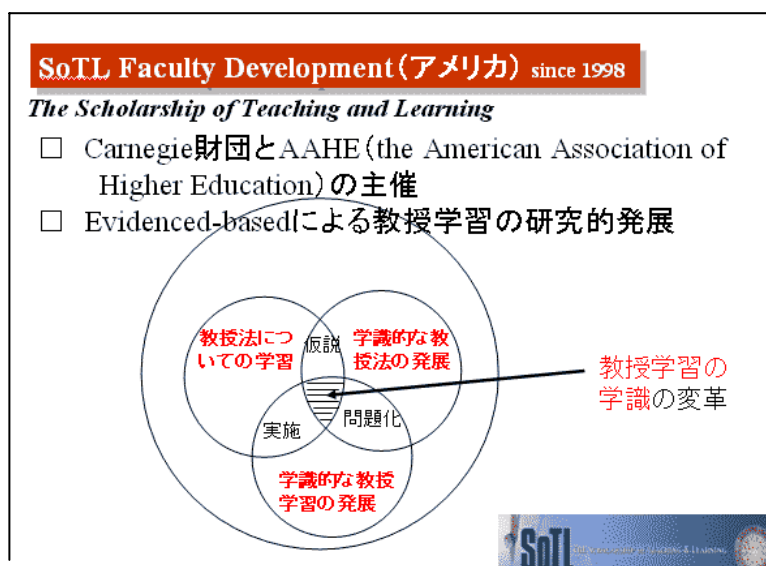 SoTL Faculty Development(アメリカ) since 1998
The Scholarship of Teaching and Learning
□ Carnegie財団とAAHE(the American Association of
Higher Education)の主催
□ Evidenced-basedによる教授学習の研究的発展
教授法につ
いての学習
仮説
学識的な教
授法の発展
教授学習の
学識の変革
実施
問題化
学識的な教授
学習の発展
SoTL THE SCHOLARSHIP OF TEACHING & LEARNING